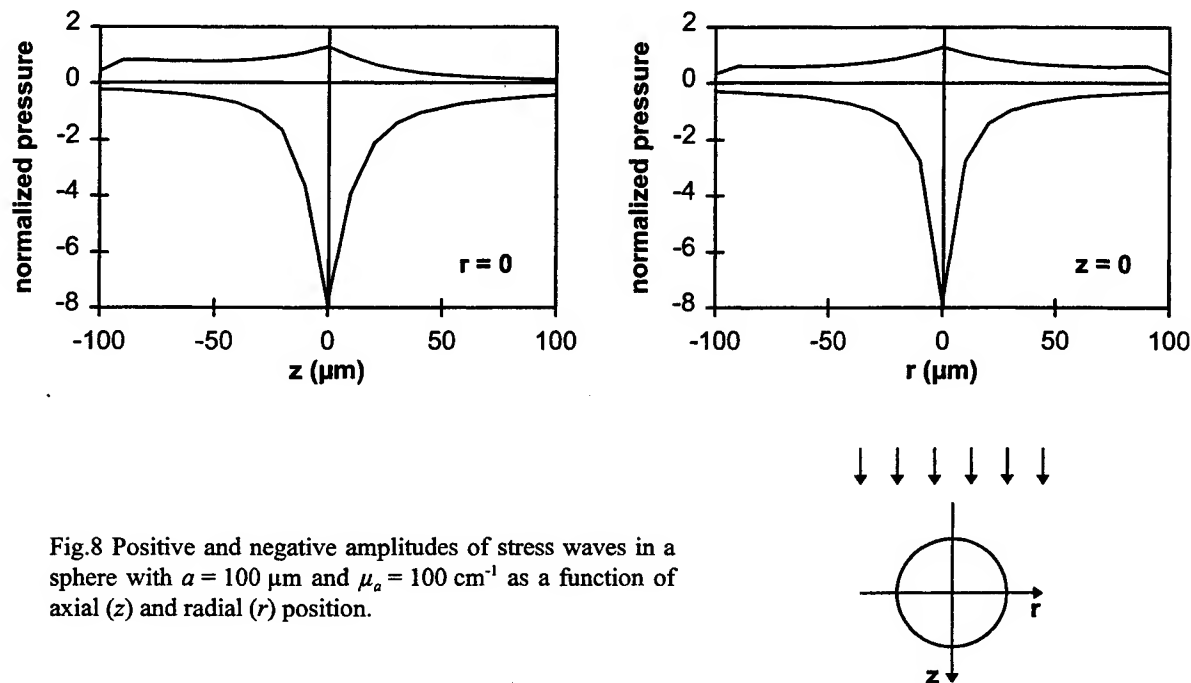 normalized pressure
2
0
-2
-4
-6
-8
r = 0
-100 -50 0 50 100
z (µm)
normalized pressure
2
0
-2
-4
-6
-8
z = 0
-100 -50 0 50 100
r (µm)
Fig.8 Positive and negative amplitudes of stress waves in a
sphere with a = 100 µm and µₐ = 100 cm⁻¹ as a function of
axial (z) and radial (r) position.
r
z